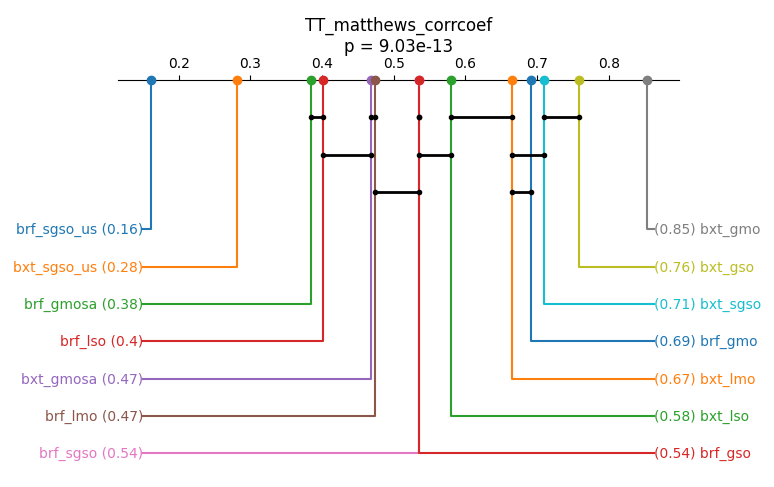 TT_matthews_corrcoef
p = 9.03e-13
0.2 0.3 0.4 0.5 0.6 0.7 0.8
brf_sgso_us (0.16) (0.85) bxt_gmo
bxt_sgso_us (0.28) (0.76) bxt_gso
brf_gmosa (0.38) (0.71) bxt_sgso
brf_lso (0.4) (0.69) brf_gmo
bxt_gmosa (0.47) (0.67) bxt_lmo
brf_lmo (0.47) (0.58) bxt_lso
brf_sgso (0.54) (0.54) brf_gso